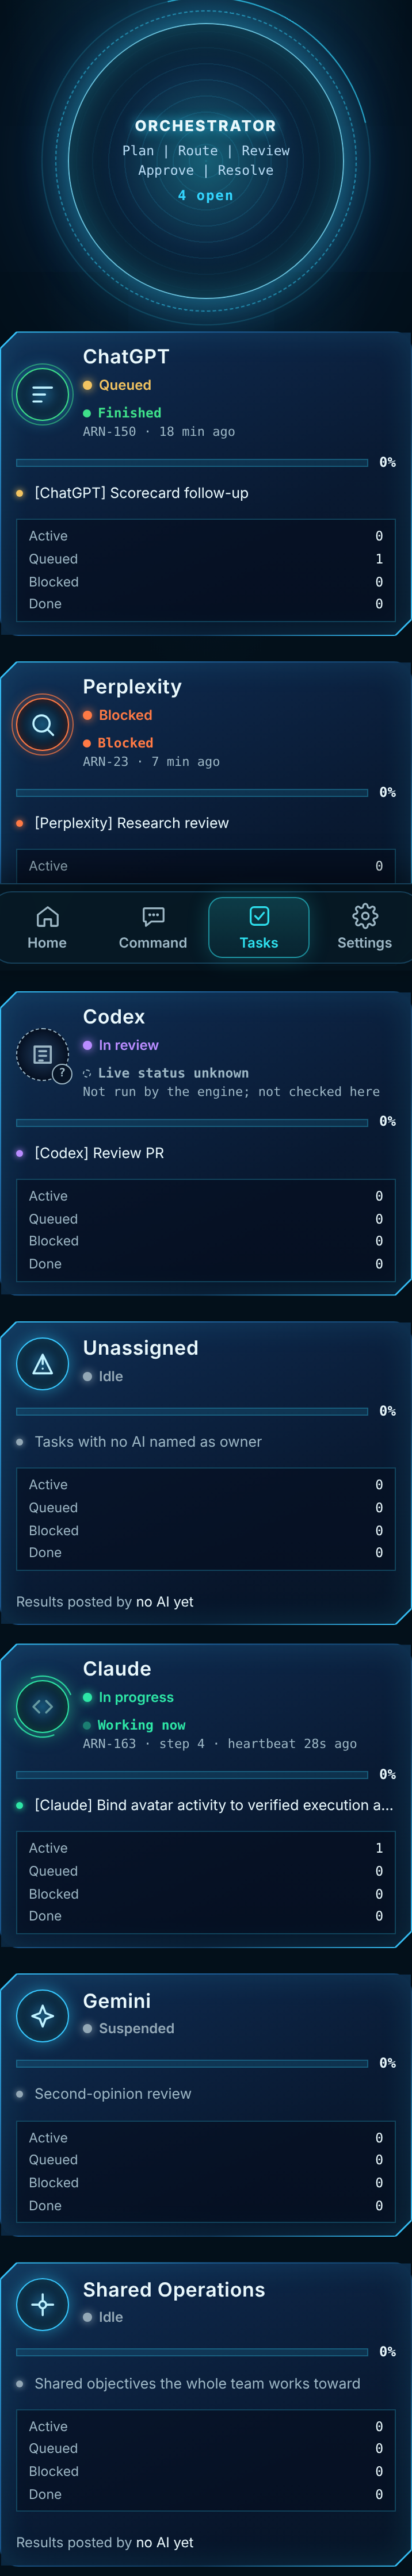 ORCHESTRATOR
Plan | Route | Review
Approve | Resolve
4 open
ChatGPT
Queued
Finished
ARN-150 · 18 min ago
0%
[ChatGPT] Scorecard follow-up
Active 0
Queued 1
Blocked 0
Done 0
Perplexity
Blocked
Blocked
ARN-23 · 7 min ago
0%
[Perplexity] Research review
Active 0
Home Command Tasks Settings
Codex
In review
?
Live status unknown
Not run by the engine; not checked here
0%
[Codex] Review PR
Active 0
Queued 0
Blocked 0
Done 0
Unassigned
Idle
0%
Tasks with no AI named as owner
Active 0
Queued 0
Blocked 0
Done 0
Results posted by no AI yet
Claude
In progress
Working now
ARN-163 · step 4 · heartbeat 28s ago
0%
[Claude] Bind avatar activity to verified execution a...
Active 1
Queued 0
Blocked 0
Done 0
Gemini
Suspended
0%
Second-opinion review
Active 0
Queued 0
Blocked 0
Done 0
Shared Operations
Idle
0%
Shared objectives the whole team works toward
Active 0
Queued 0
Blocked 0
Done 0
Results posted by no AI yet